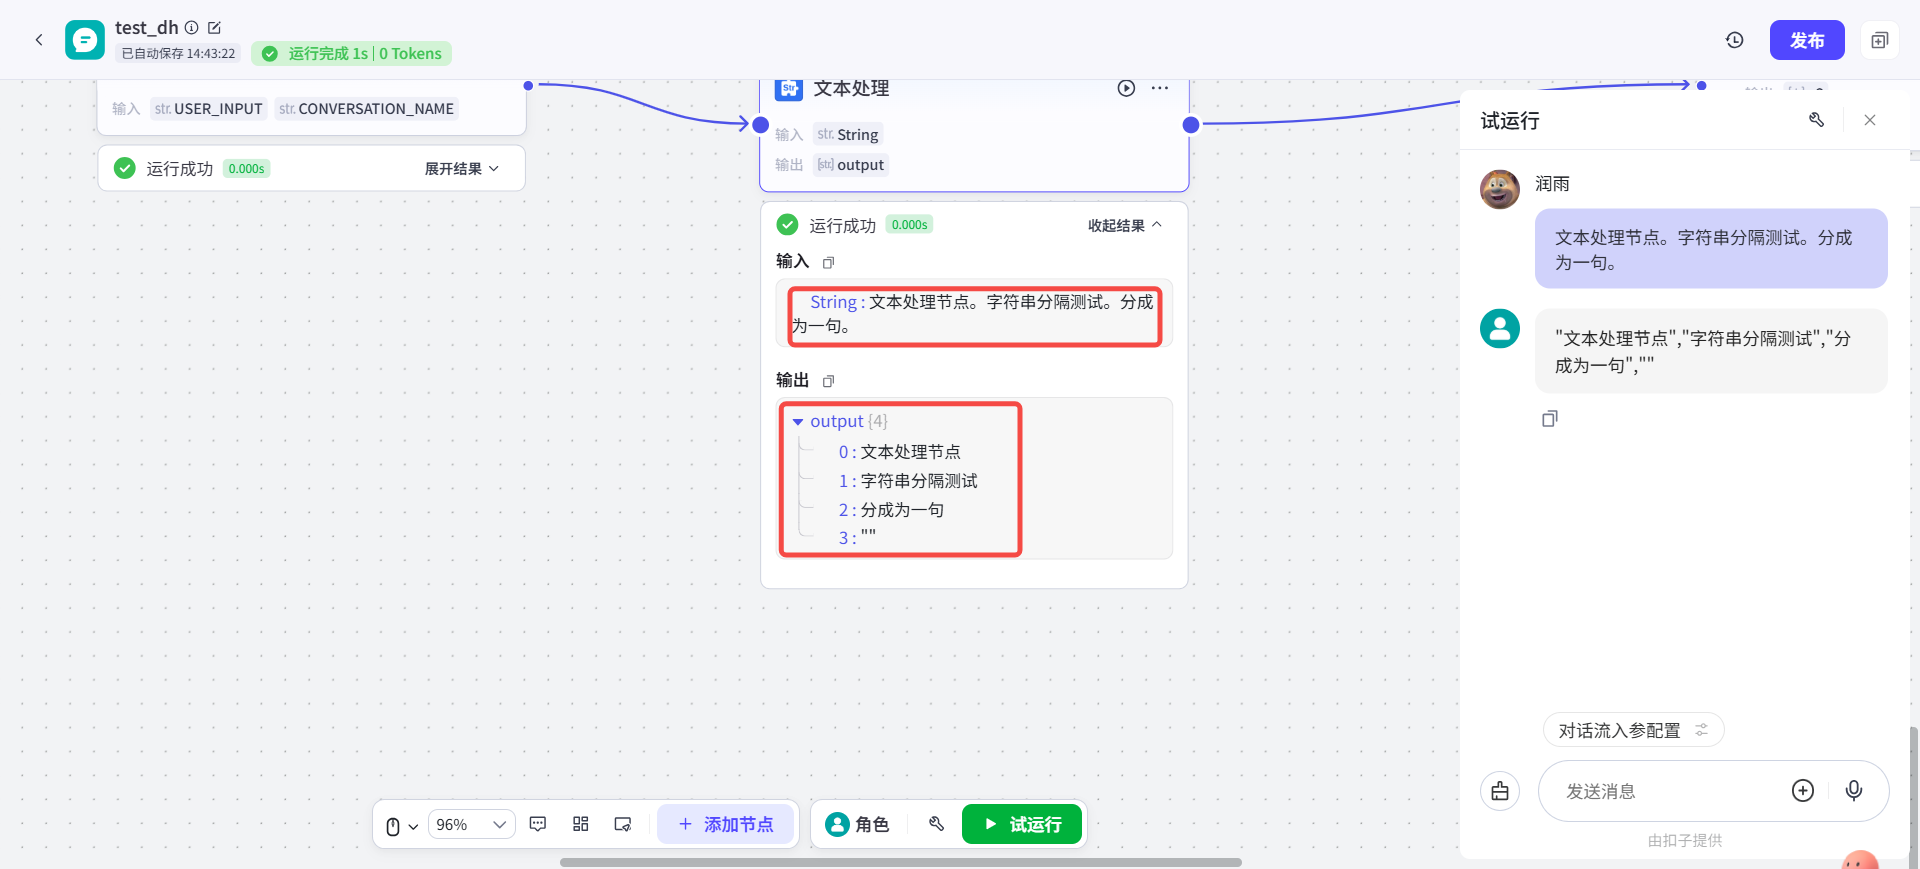 test_dh
已自动保存 14:43:22
运行完成 1s | 0 Tokens
发布
输入 str. USER_INPUT str. CONVERSATION_NAME
运行成功 0.000s 展开结果
Str 文本处理
输入 str. String
输出 [str] output
运行成功 0.000s 收起结果
输入
String : 文本处理节点。字符串分隔测试。分成
为一句。
输出
output {4}
0 : 文本处理节点
1 : 字符串分隔测试
2 : 分成为一句
3 : ""
试运行
润雨
文本处理节点。字符串分隔测试。分成
为一句。
"文本处理节点","字符串分隔测试","分
成为一句",""
对话流入参配置
发送消息
由扣子提供
96%
添加节点
角色
试运行